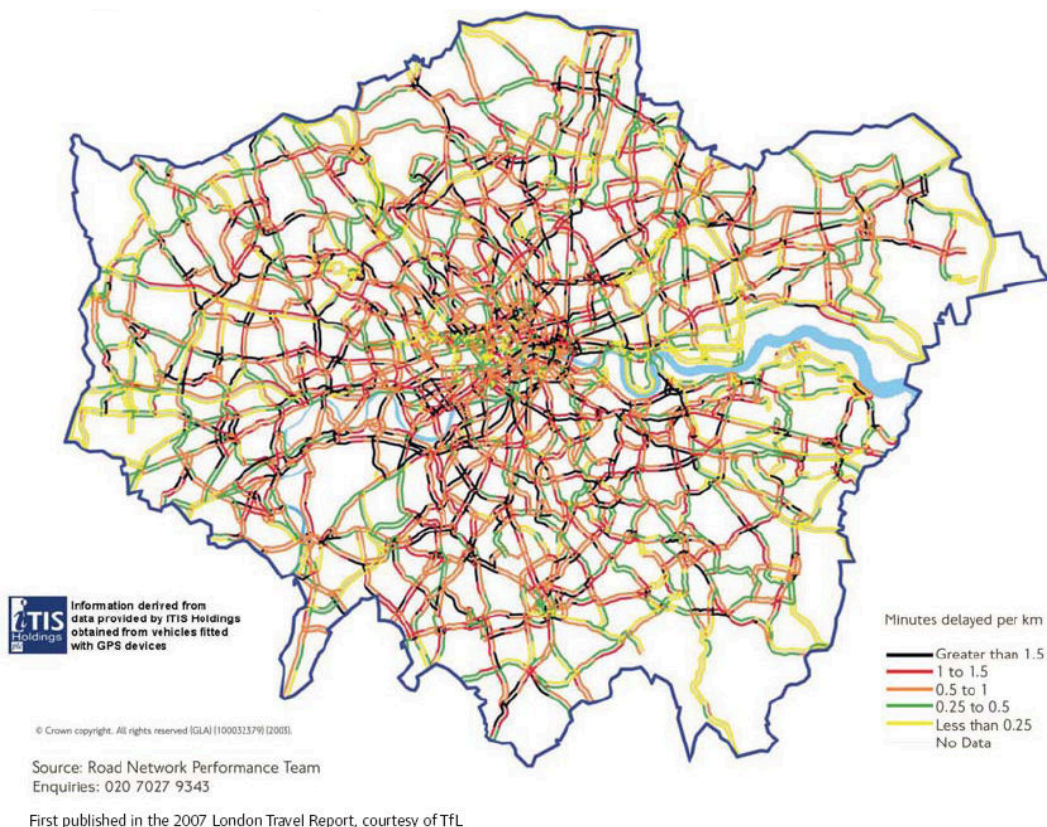 iTIS
Holdings
plc
Information derived from
data provided by ITIS Holdings
obtained from vehicles fitted
with GPS devices
Minutes delayed per km
Greater than 1.5
1 to 1.5
0.5 to 1
0.25 to 0.5
Less than 0.25
No Data
© Crown copyright. All rights reserved (GLA) (100032379) (2003).
Source: Road Network Performance Team
Enquiries: 020 7027 9343
First published in the 2007 London Travel Report, courtesy of TfL